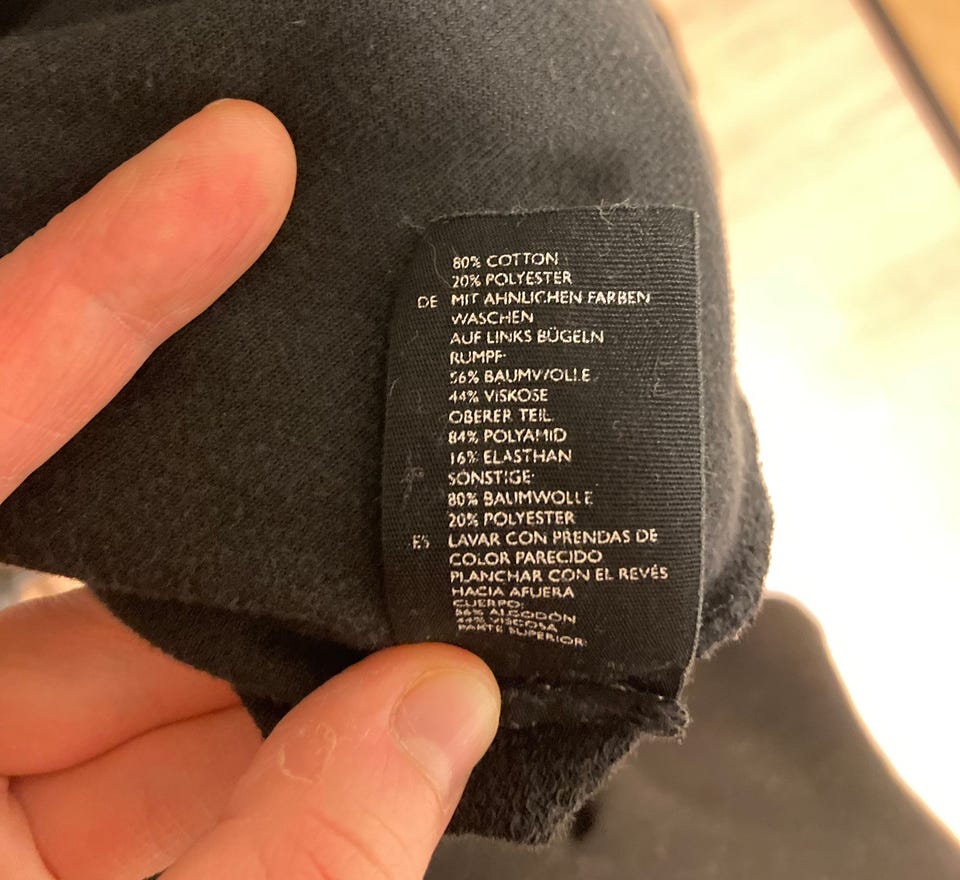 80% COTTON
20% POLYESTER
DE MIT ÄHNLICHEN FARBEN
WASCHEN
AUF LINKS BÜGELN
RUMPF:
56% BAUMWOLLE
44% VISKOSE
OBERER TEIL
84% POLYAMID
16% ELASTHAN
SONSTIGE:
80% BAUMWOLLE
20% POLYESTER
ES LAVAR CON PRENDAS DE
COLOR PARECIDO
PLANCHAR CON EL REVÉS
HACIA AFUERA
CUERPO:
56% ALGODÓN
44% VISCOSA
PARTE SUPERIOR: